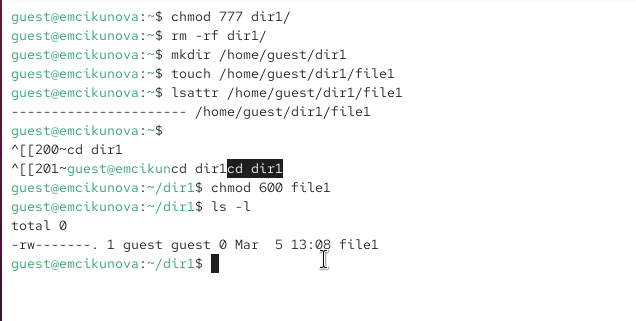 guest@emcikunova:~$ chmod 777 dir1/
guest@emcikunova:~$ rm -rf dir1/
guest@emcikunova:~$ mkdir /home/guest/dir1
guest@emcikunova:~$ touch /home/guest/dir1/file1
guest@emcikunova:~$ lsattr /home/guest/dir1/file1
---------------------- /home/guest/dir1/file1
guest@emcikunova:~$
^[[200~cd dir1
^[[201~guest@emcikuncd dir1cd dir1
guest@emcikunova:~/dir1$ chmod 600 file1
guest@emcikunova:~/dir1$ ls -l
total 0
-rw-------. 1 guest guest 0 Mar  5 13:08 file1
guest@emcikunova:~/dir1$